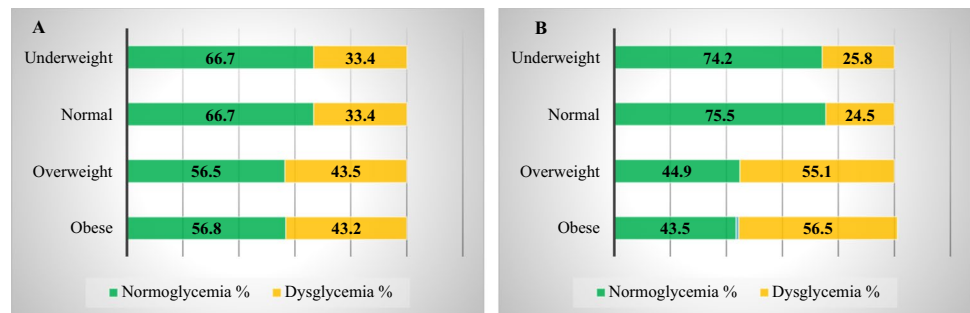 A
Underweight 66.7 33.4
Normal 66.7 33.4
Overweight 56.5 43.5
Obese 56.8 43.2
Normoglycemia % Dysglycemia %
B
Underweight 74.2 25.8
Normal 75.5 24.5
Overweight 44.9 55.1
Obese 43.5 56.5
Normoglycemia % Dysglycemia %